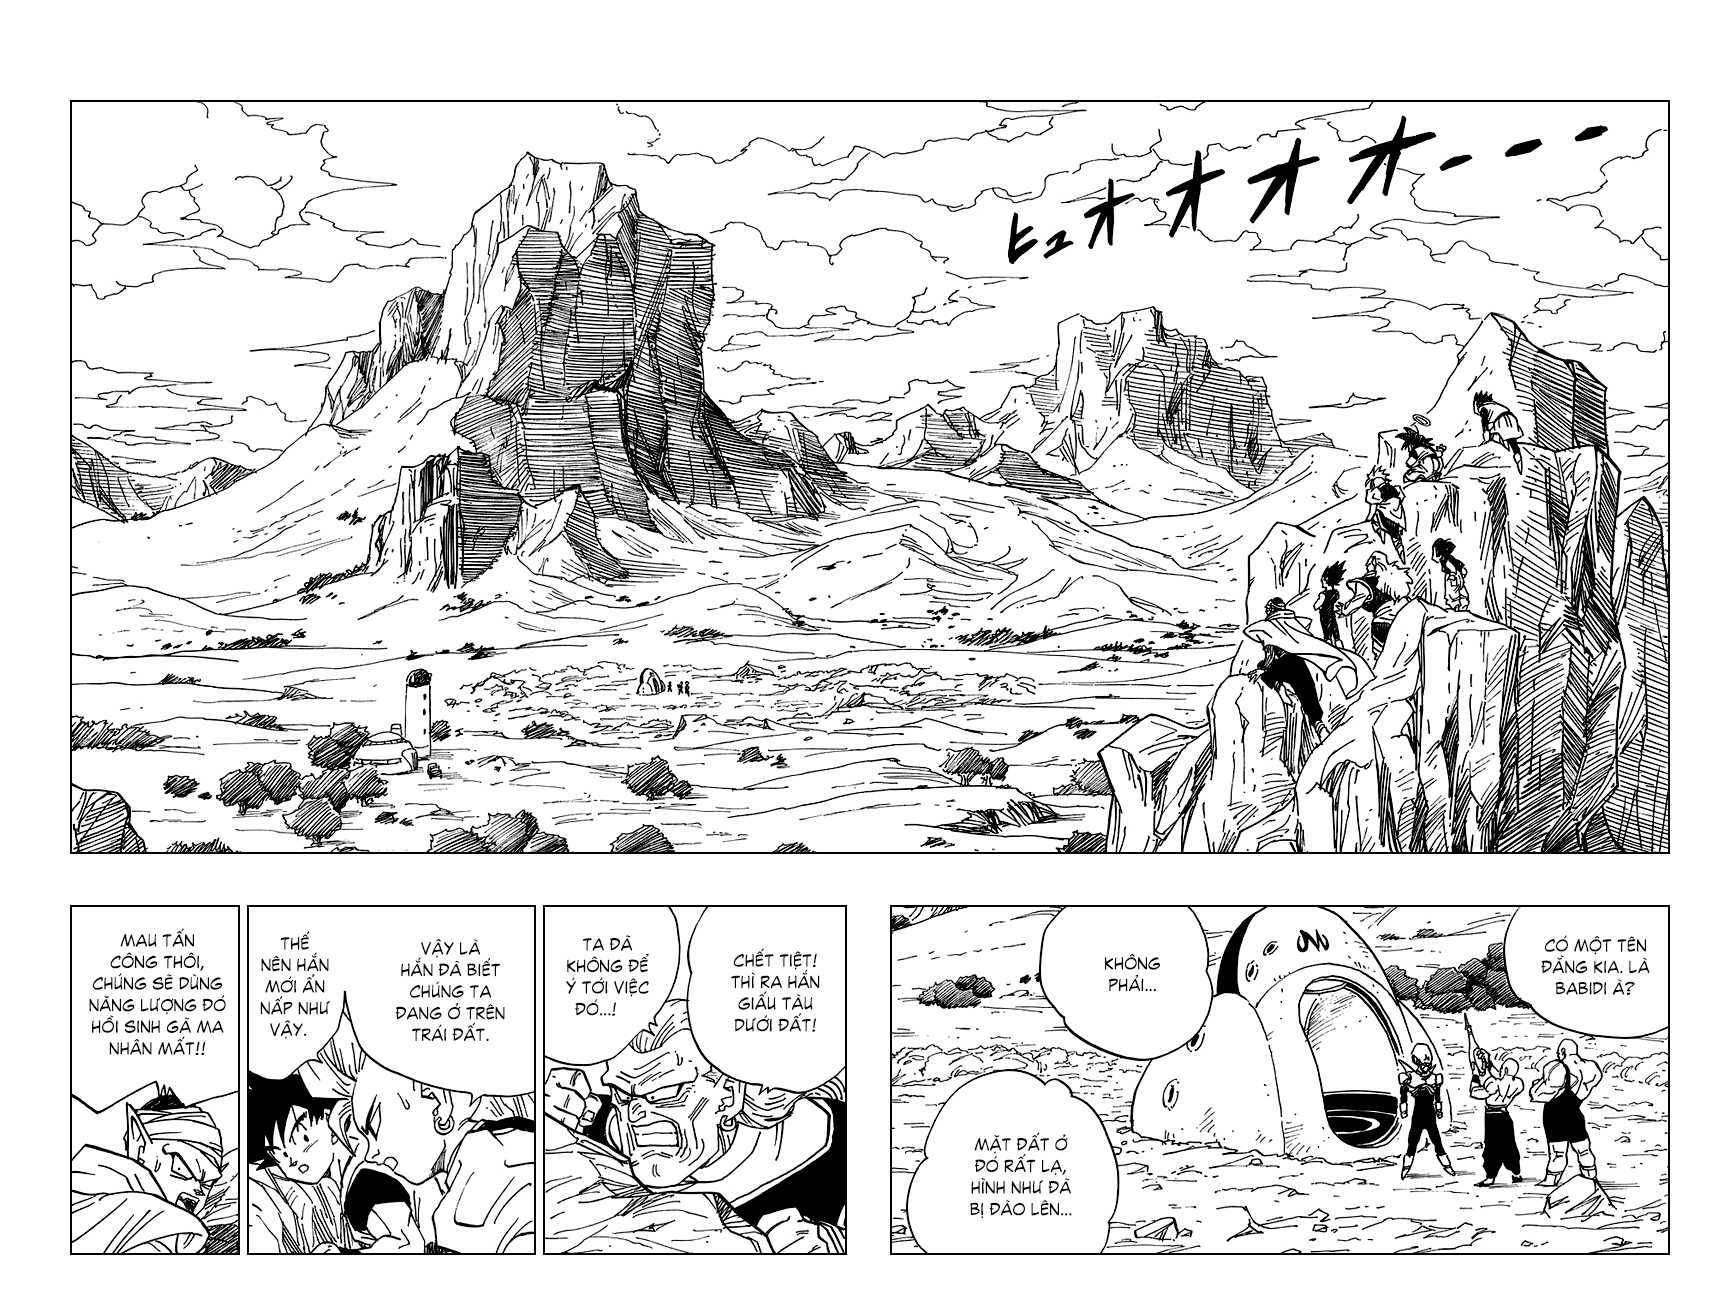 ヒュオオオオーーー
CÓ MỘT TÊN
ĐẰNG KIA. LÀ
BABIDI À?
KHÔNG
PHẢI...
MẶT ĐẤT Ở
ĐÓ RẤT LẠ,
HÌNH NHƯ ĐÃ
BỊ ĐÀO LÊN...
CHẾT TIỆT!
THÌ RA HẮN
GIẤU TÀU
DƯỚI ĐẤT!
TA ĐÃ
KHÔNG ĐỂ
Ý TỚI VIỆC
ĐÓ...!
VẬY LÀ
HẮN ĐÃ BIẾT
CHÚNG TA
ĐANG Ở TRÊN
TRÁI ĐẤT.
THẾ
NÊN HẮN
MỚI ẨN
NẤP NHƯ
VẬY.
MAU TẤN
CÔNG THÔI,
CHÚNG SẼ DÙNG
NĂNG LƯỢNG ĐÓ
HỒI SINH GÃ MA
NHÂN MẤT!!